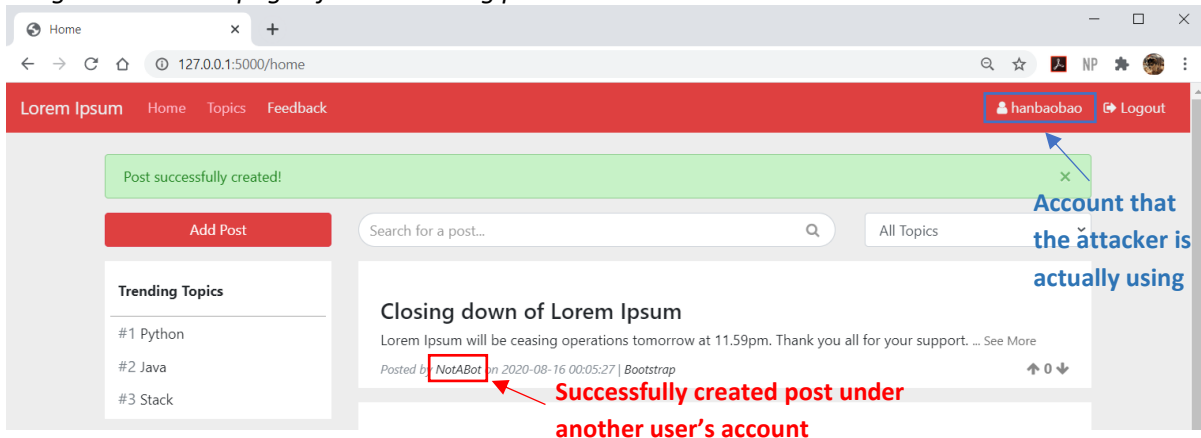 Home
127.0.0.1:5000/home
NP
Lorem Ipsum Home Topics Feedback hanbaobao Logout
Post successfully created!
Account that
the attacker is
actually using
Add Post
Search for a post...
All Topics
Trending Topics
#1 Python
#2 Java
#3 Stack
Closing down of Lorem Ipsum
Lorem Ipsum will be ceasing operations tomorrow at 11.59pm. Thank you all for your support. ... See More
Posted by NotABot on 2020-08-16 00:05:27 | Bootstrap
0
Successfully created post under
another user's account